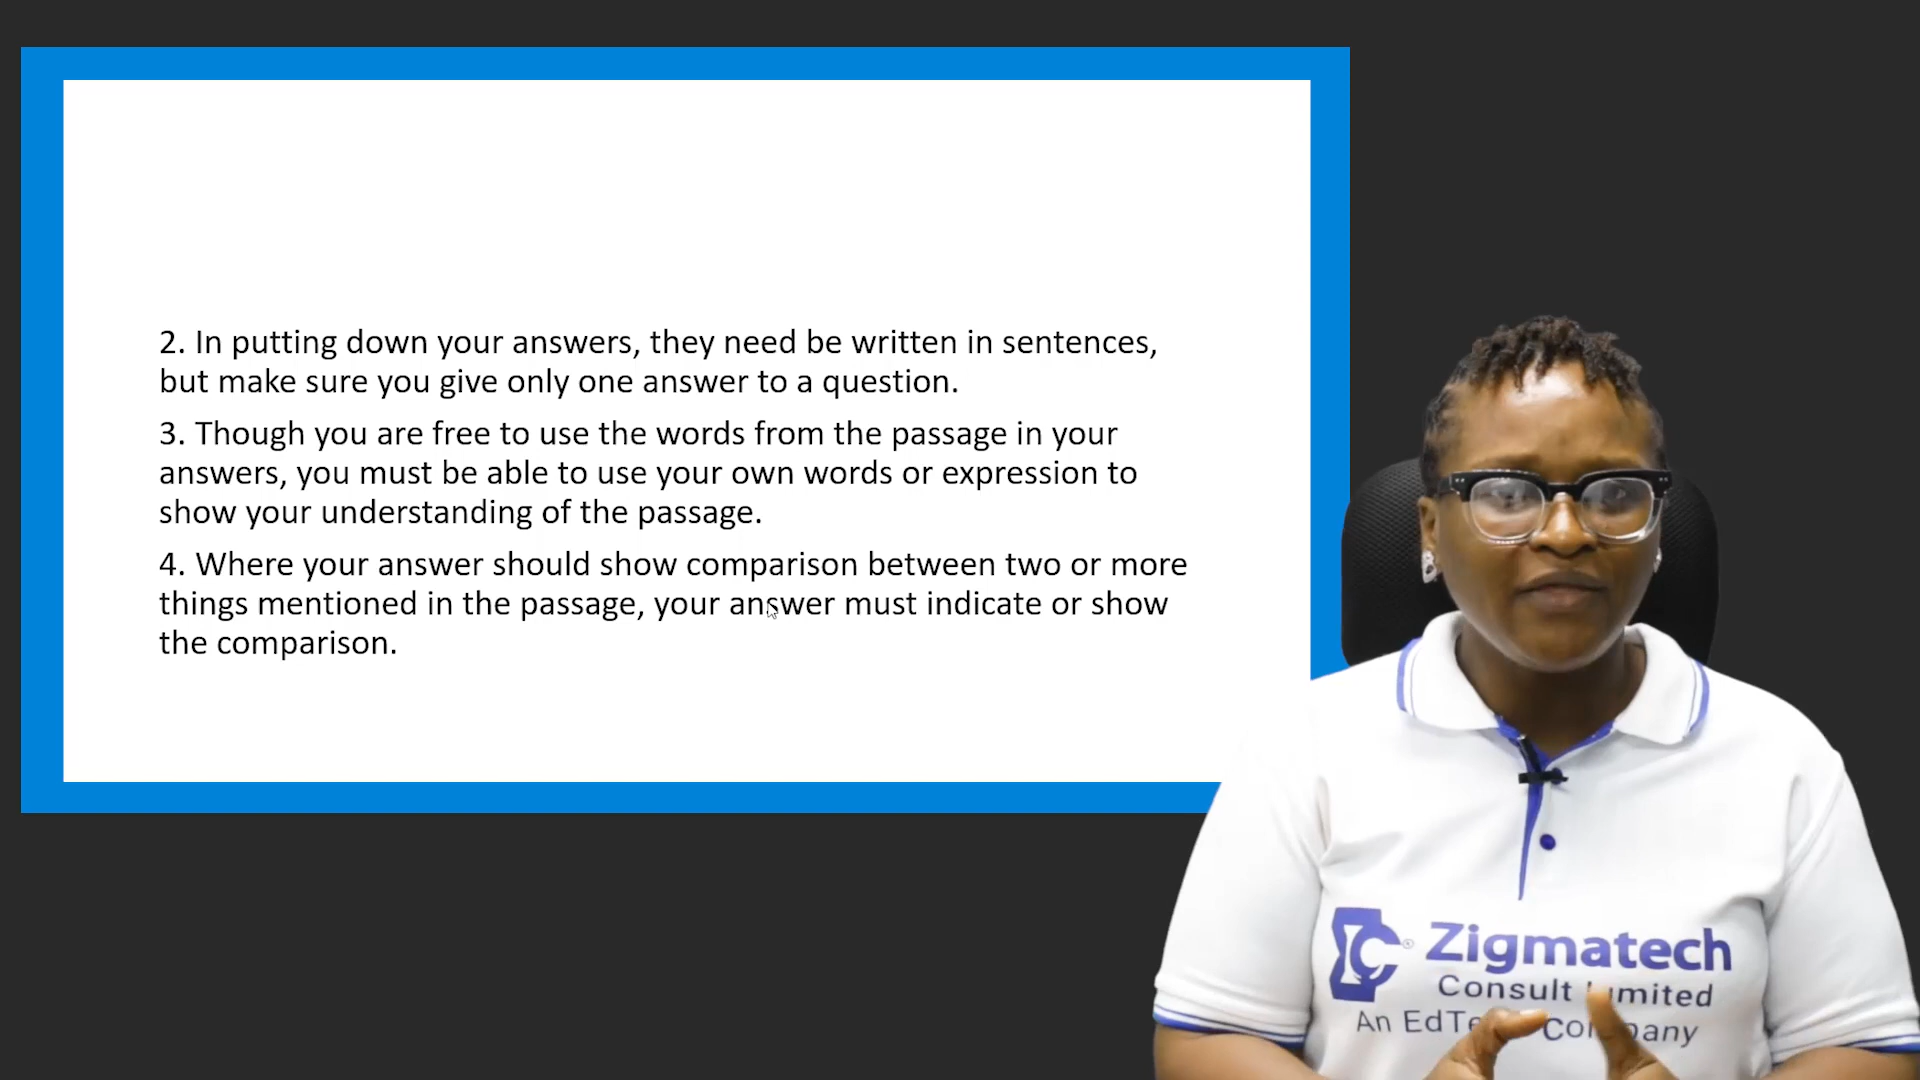 2. In putting down your answers, they need be written in sentences,
but make sure you give only one answer to a question.
3. Though you are free to use the words from the passage in your
answers, you must be able to use your own words or expression to
show your understanding of the passage.
4. Where your answer should show comparison between two or more
things mentioned in the passage, your answer must indicate or show
the comparison.
ZC®
Zigmatech
Consult
An